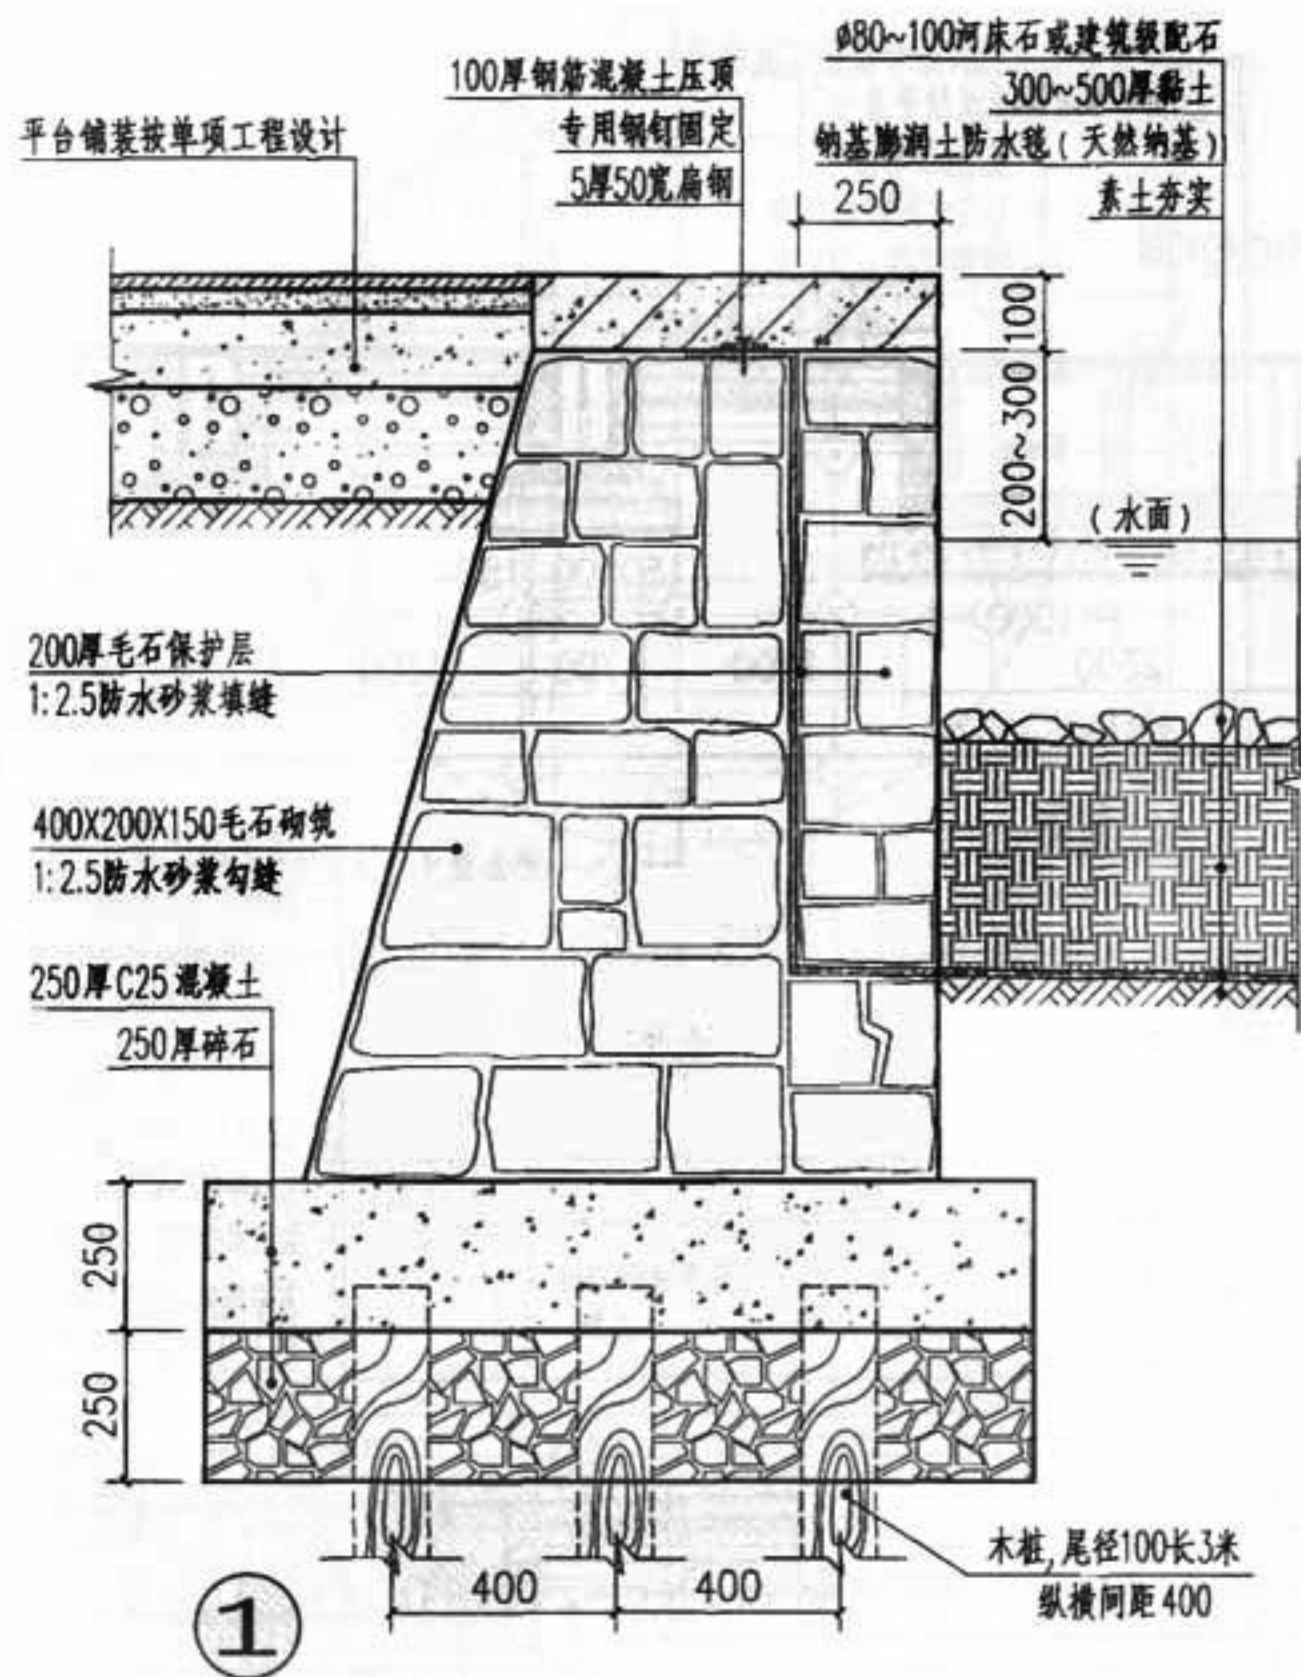 ø80~100河床石或建筑级配石
300~500厚黏土
钠基膨润土防水毯(天然纳基)
素土夯实
100厚钢筋混凝土压顶
专用钢钉固定
5厚50宽扁钢
平台铺装按单项工程设计
250
100
200~300
(水面)
200厚毛石保护层
1:2.5防水砂浆填缝
400X200X150毛石砌筑
1:2.5防水砂浆勾缝
250厚C25混凝土
250厚碎石
250
250
400
400
木桩,尾径100长3米
纵横间距400
1